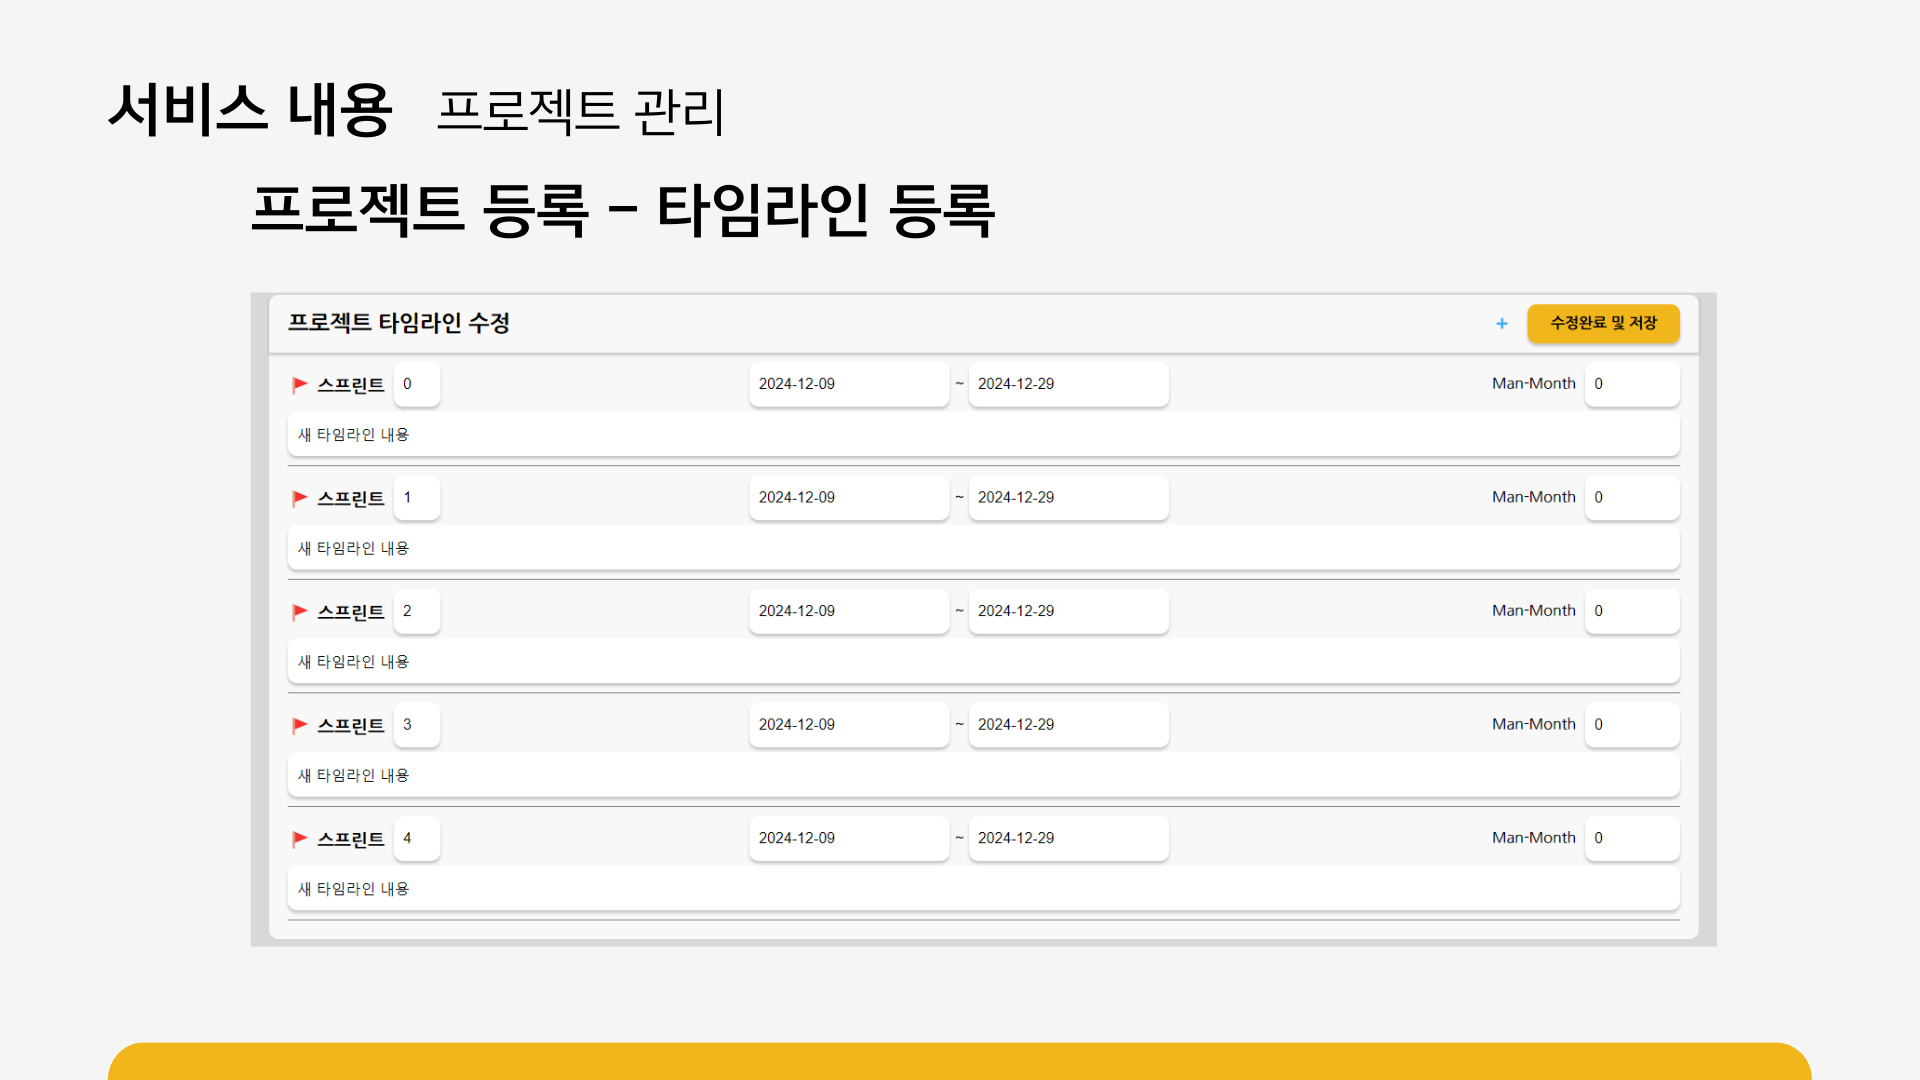 서비스 내용 프로젝트 관리
프로젝트 등록 – 타임라인 등록
프로젝트 타임라인 수정 + 수정완료 및 저장
스프린트 0 2024-12-09 ~ 2024-12-29 Man-Month 0
새 타임라인 내용
스프린트 1 2024-12-09 ~ 2024-12-29 Man-Month 0
새 타임라인 내용
스프린트 2 2024-12-09 ~ 2024-12-29 Man-Month 0
새 타임라인 내용
스프린트 3 2024-12-09 ~ 2024-12-29 Man-Month 0
새 타임라인 내용
스프린트 4 2024-12-09 ~ 2024-12-29 Man-Month 0
새 타임라인 내용